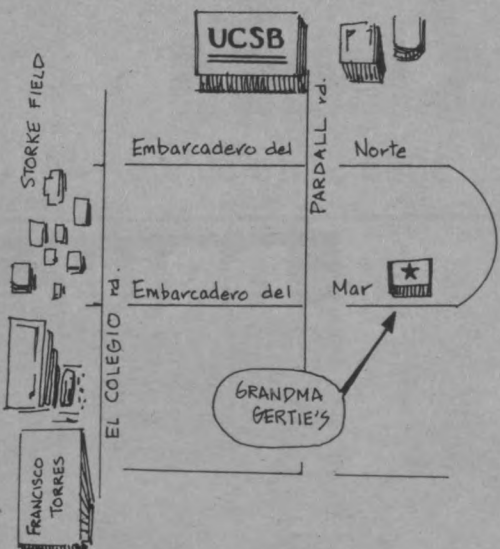 UCSB
STORKE FIELD
PARDALL rd.
Embarcadero del Norte
EL COLEGIO rd.
Embarcadero del Mar
GRANDMA
GERTIE'S
FRANCISCO
TORRES